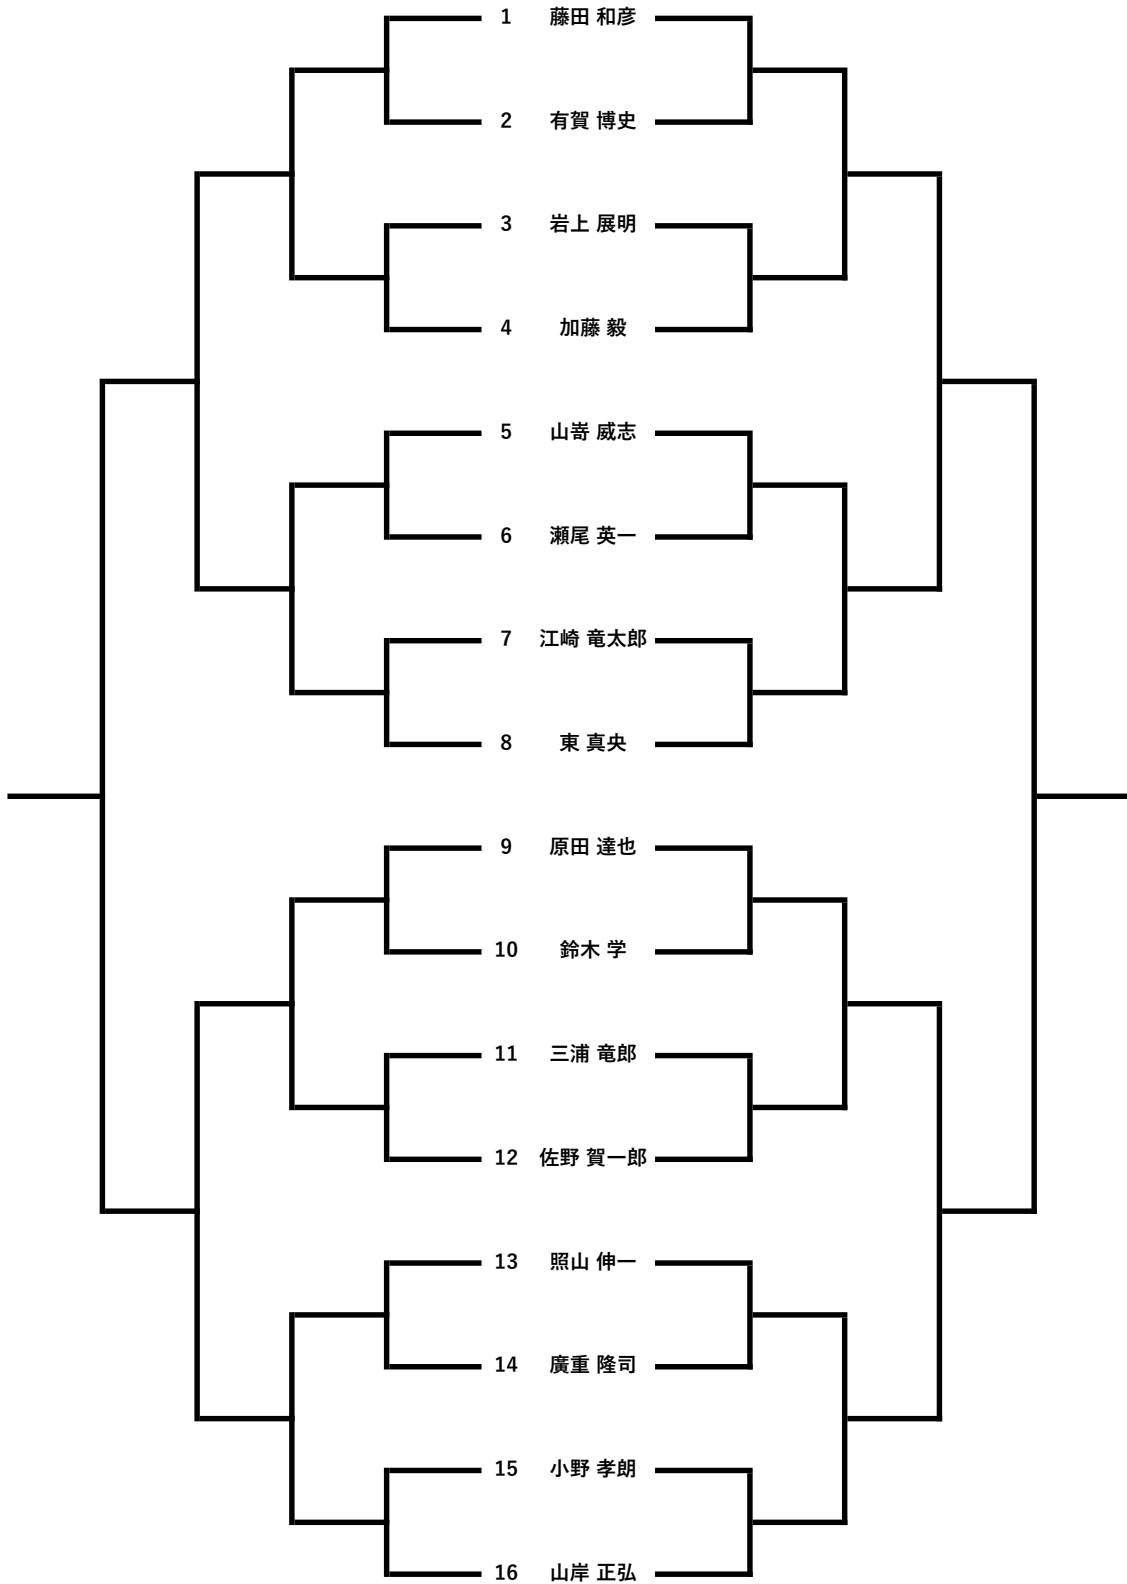 1 藤田 和彦
2 有賀 博史
3 岩上 展明
4 加藤 毅
5 山嵜 威志
6 瀬尾 英一
7 江崎 竜太郎
8 東 真央
9 原田 達也
10 鈴木 学
11 三浦 竜郎
12 佐野 賀一郎
13 照山 伸一
14 廣重 隆司
15 小野 孝朗
16 山岸 正弘